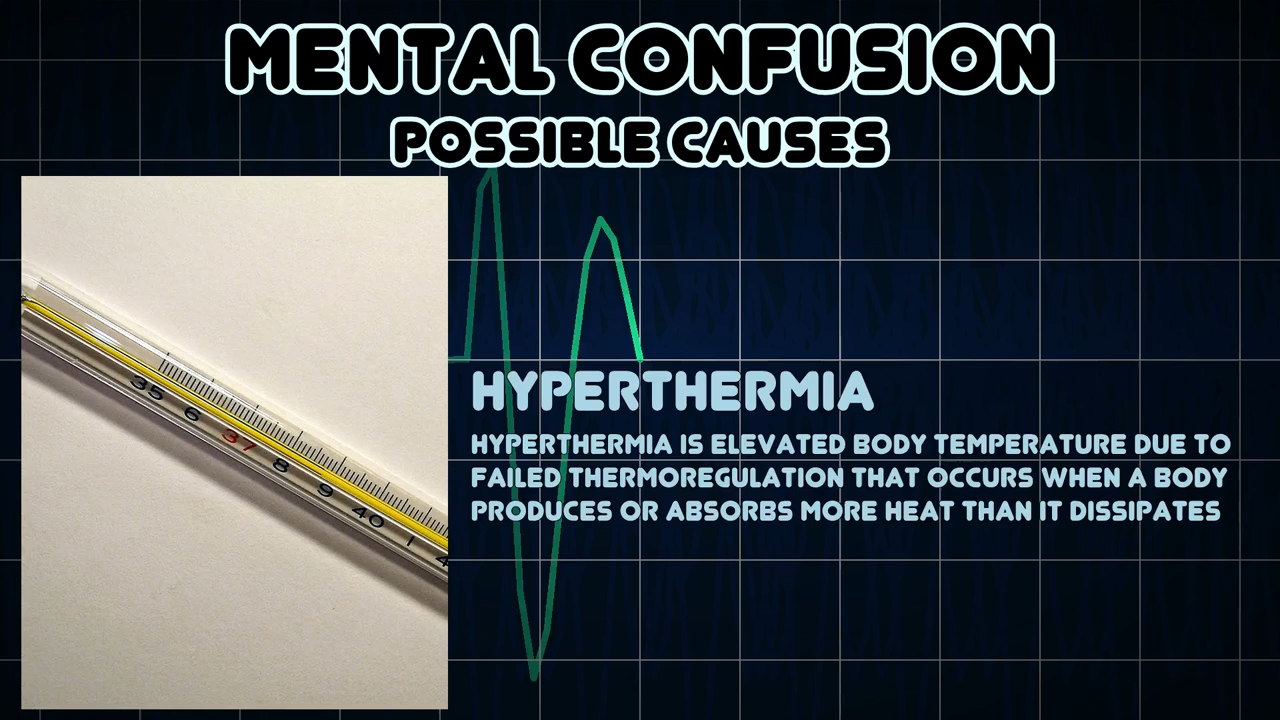 MENTAL CONFUSION
POSSIBLE CAUSES
35 6 37 8 9 40 1
HYPERTHERMIA
HYPERTHERMIA IS ELEVATED BODY TEMPERATURE DUE TO
FAILED THERMOREGULATION THAT OCCURS WHEN A BODY
PRODUCES OR ABSORBS MORE HEAT THAN IT DISSIPATES